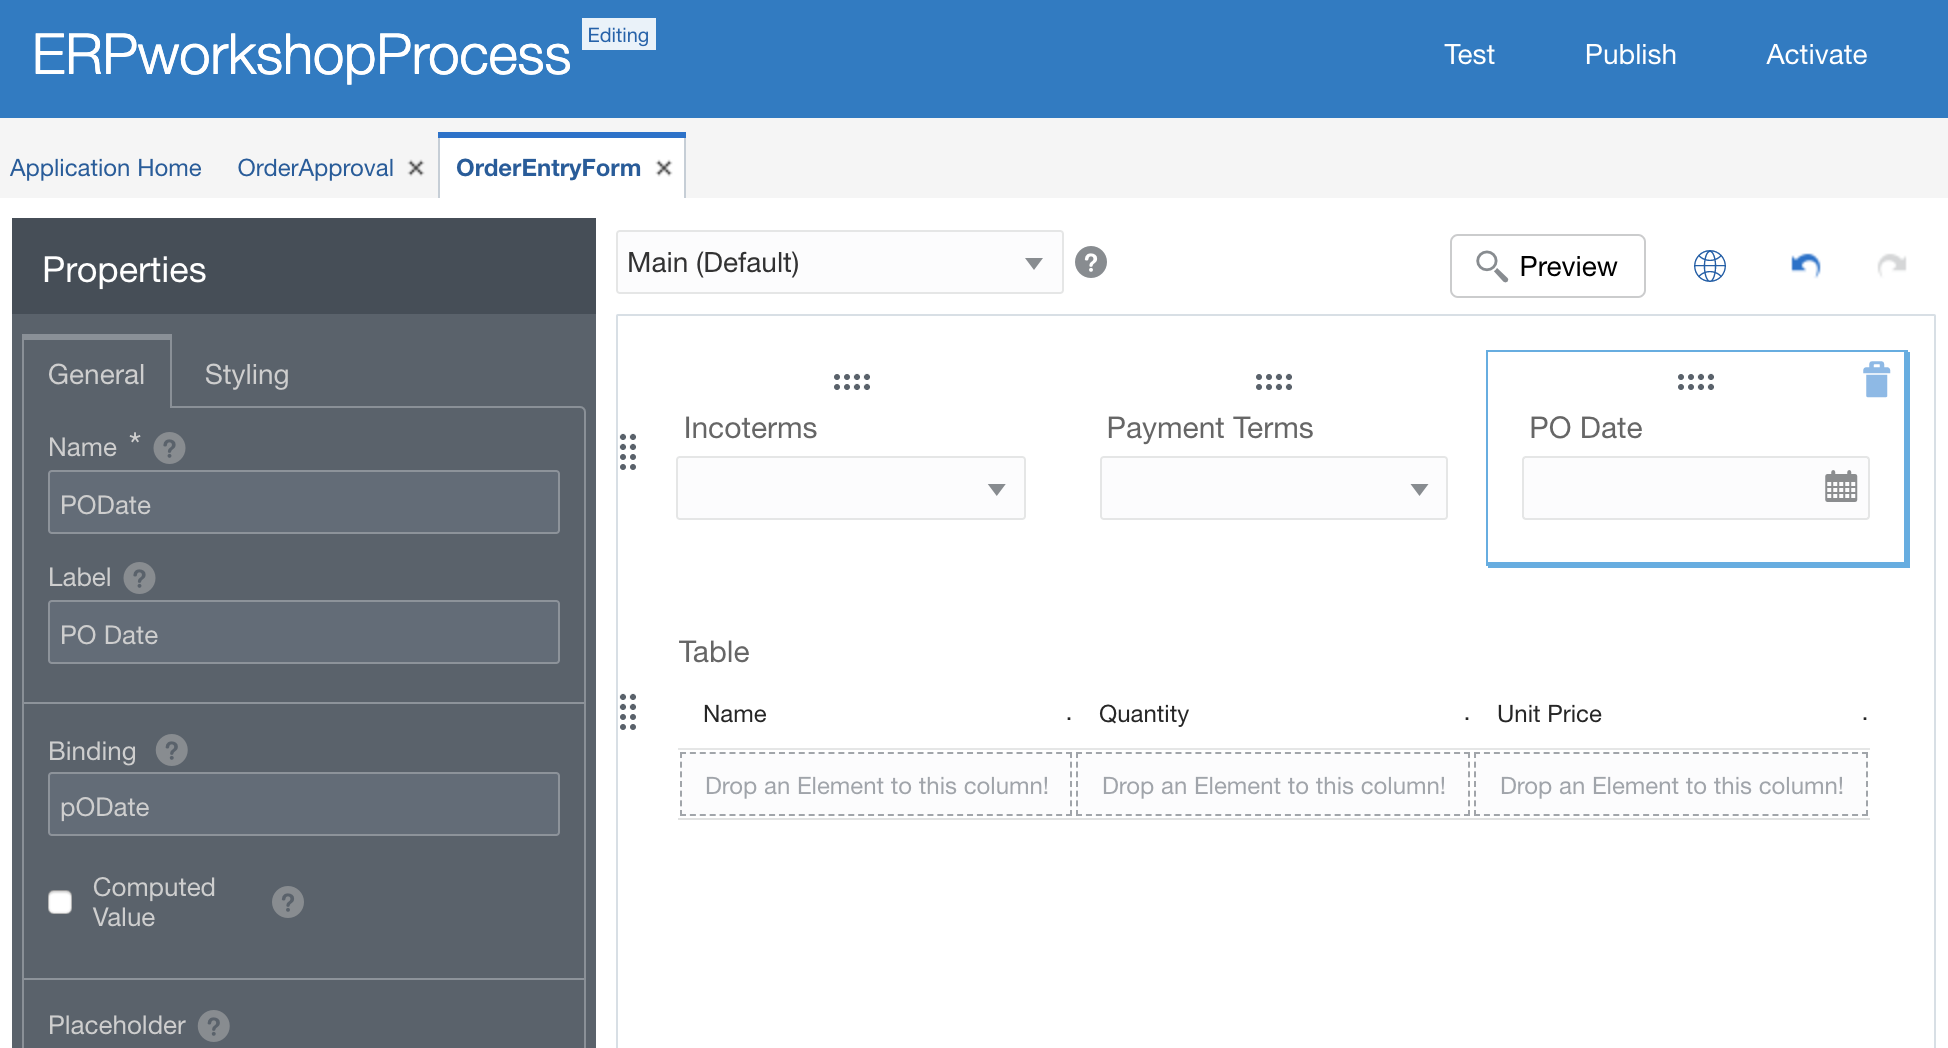 ERPworkshopProcess Editing
Test Publish Activate
Application Home OrderApproval OrderEntryForm
Properties
Main (Default)
Preview
General Styling
Name *
PODate
Label
PO Date
Binding
pODate
Computed
Value
Placeholder
Incoterms Payment Terms PO Date
Table
Name . Quantity . Unit Price .
Drop an Element to this column! Drop an Element to this column! Drop an Element to this column!